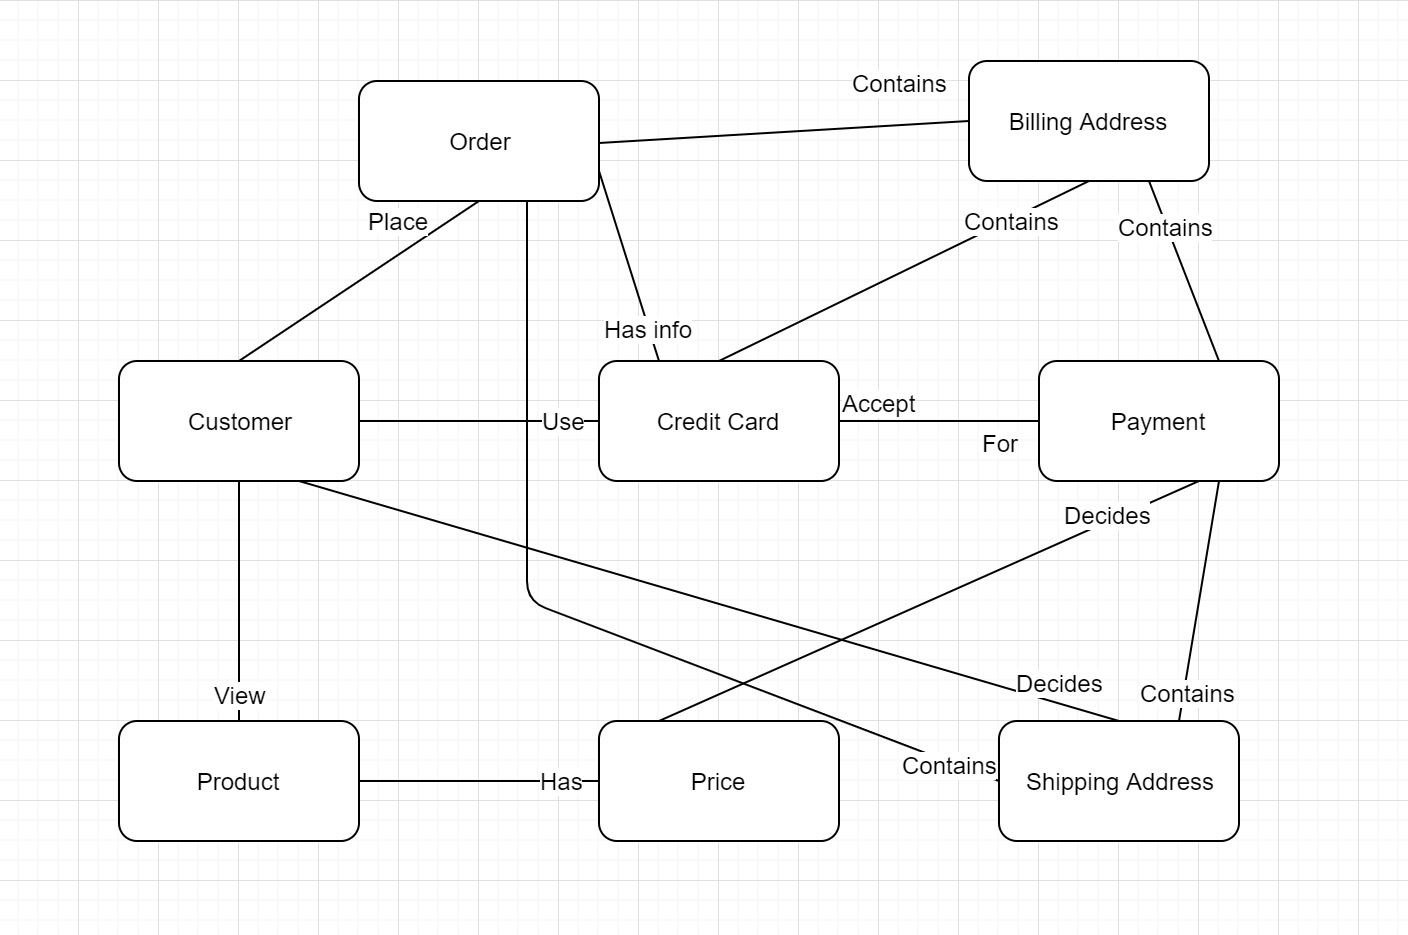 Contains
Order
Billing Address
Place
Contains
Contains
Has info
Accept
Customer
Use
Credit Card
Payment
For
Decides
Decides
View
Contains
Contains
Product
Has
Price
Shipping Address